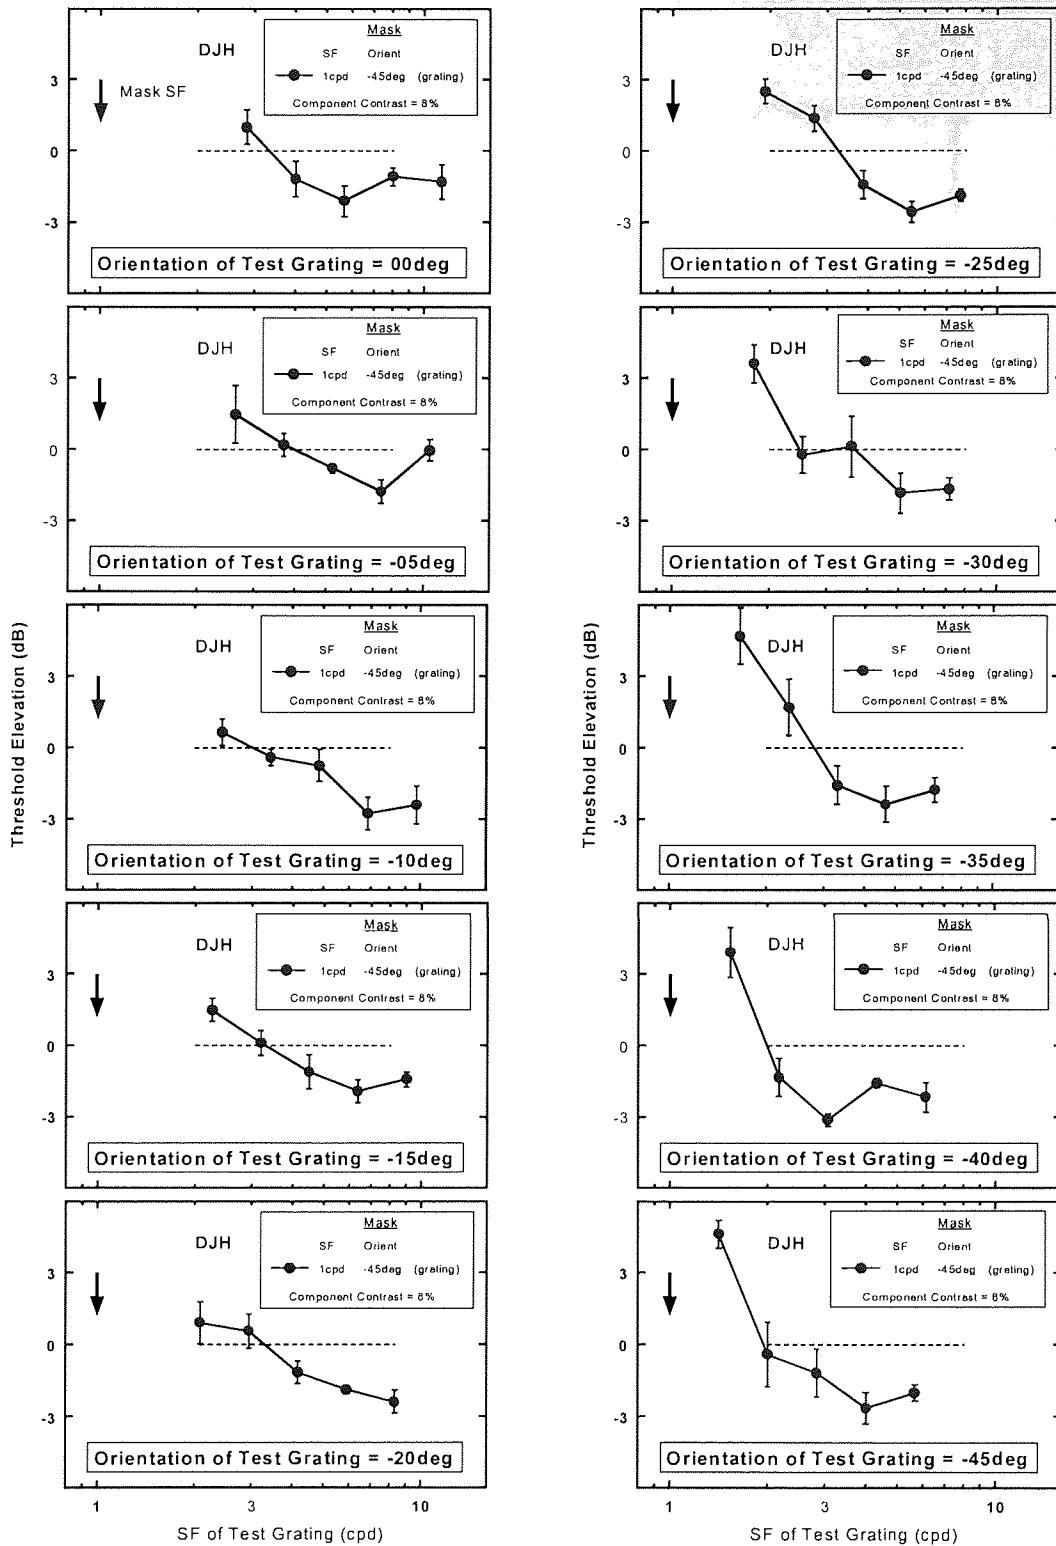 DJH
Mask
SF Orient
1cpd -45deg (grating)
Component Contrast = 8%
3
Mask SF
0
-3
Orientation of Test Grating = 00deg
DJH
Mask
SF Orient
1cpd -45deg (grating)
Component Contrast = 8%
3
0
-3
Orientation of Test Grating = -05deg
DJH
Mask
SF Orient
1cpd -45deg (grating)
Component Contrast = 8%
3
0
-3
Orientation of Test Grating = -10deg
DJH
Mask
SF Orient
1cpd -45deg (grating)
Component Contrast = 8%
3
0
-3
Orientation of Test Grating = -15deg
DJH
Mask
SF Orient
1cpd -45deg (grating)
Component Contrast = 8%
3
0
-3
Orientation of Test Grating = -20deg
1 3 10
SF of Test Grating (cpd)
Threshold Elevation (dB)
DJH
Mask
SF Orient
1cpd -45deg (grating)
Component Contrast = 8%
3
0
-3
Orientation of Test Grating = -25deg
DJH
Mask
SF Orient
1cpd -45deg (grating)
Component Contrast = 8%
3
0
-3
Orientation of Test Grating = -30deg
DJH
Mask
SF Orient
1cpd -45deg (grating)
Component Contrast = 8%
3
0
-3
Orientation of Test Grating = -35deg
DJH
Mask
SF Orient
1cpd -45deg (grating)
Component Contrast = 8%
3
0
-3
Orientation of Test Grating = -40deg
DJH
Mask
SF Orient
1cpd -45deg (grating)
Component Contrast = 8%
3
0
-3
Orientation of Test Grating = -45deg
1 3 10
SF of Test Grating (cpd)
Threshold Elevation (dB)